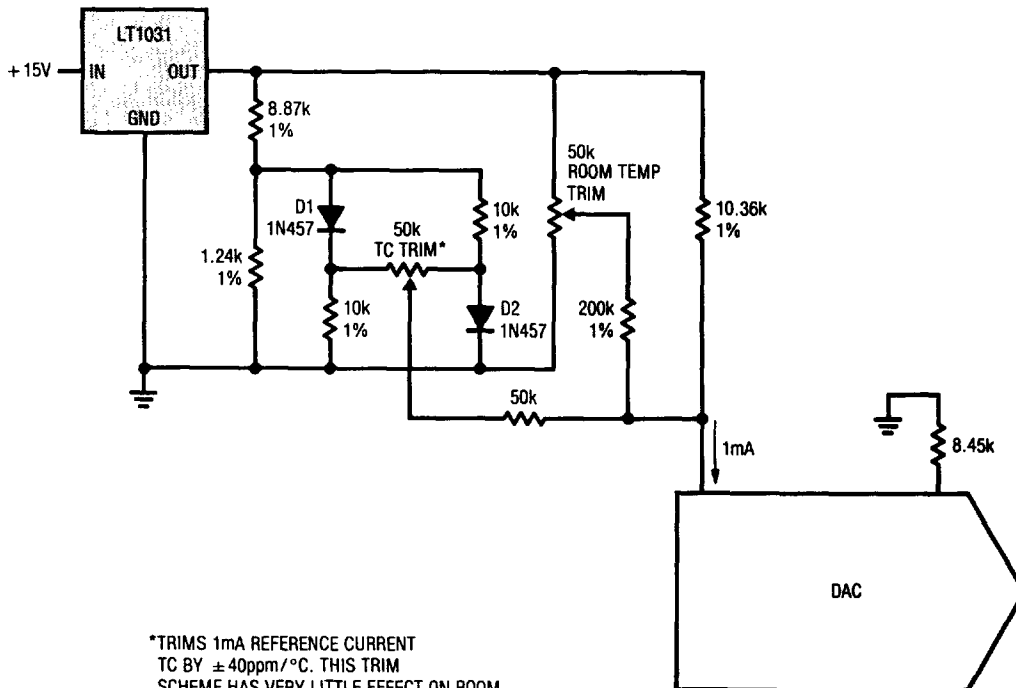 LT1031
+15V
IN
OUT
GND
8.87k
1%
50k
ROOM TEMP
TRIM
D1
1N457
50k
TC TRIM*
10k
1%
10.36k
1%
1.24k
1%
10k
1%
D2
1N457
200k
1%
50k
1mA
8.45k
DAC
*TRIMS 1mA REFERENCE CURRENT
TC BY ±40ppm/°C. THIS TRIM
SCHEME HAS VERY LITTLE EFFECT ON ROOM